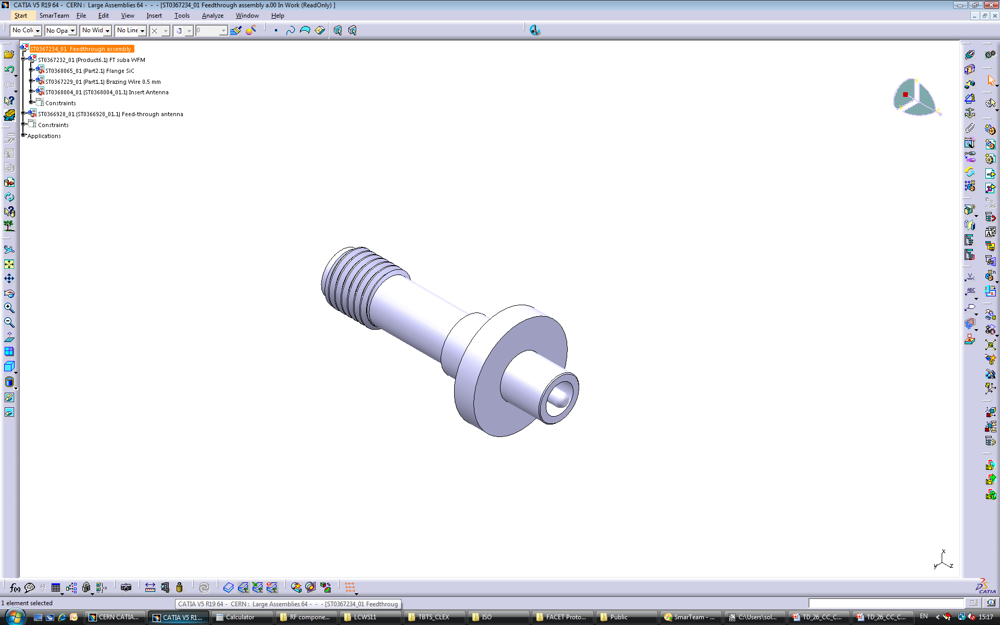 CATIA V5 R19 64 - CERN : Large Assemblies 64 - - - [ST0367234_01 Feedthrough assembly a.00 In Work (ReadOnly) ]
Start SmarTeam File Edit View Insert Tools Analyze Window Help
No Col No Opa No Wid No Line 0
ST0367234_01 Feedthrough assembly
ST0367232_01 (Product6.1) FT suba WFM
ST0368065_01 (Part2.1) Flange SiC
ST0367229_01 (Part1.1) Brazing Wire 0.5 mm
ST0368004_01 (ST0368004_01.1) Insert Antenna
Constraints
ST0366928_01 (ST0366928_01.1) Feed-through antenna
Constraints
Applications
ABC
x
y z
f(x)
CATIA
1 element selected
CATIA V5 R19 64 - CERN : Large Assemblies 64 - - - [ST0367234_01 Feedthroug
CERN CATIA... CATIA V5 R1... Calculator RF compone... LCWS11 TBTS_CLEX ISO FACET Proto... Public SmarTeam - ... C:\Users\sol... TD_26_CC_C... TD_26_CC_C... EN < 15:17